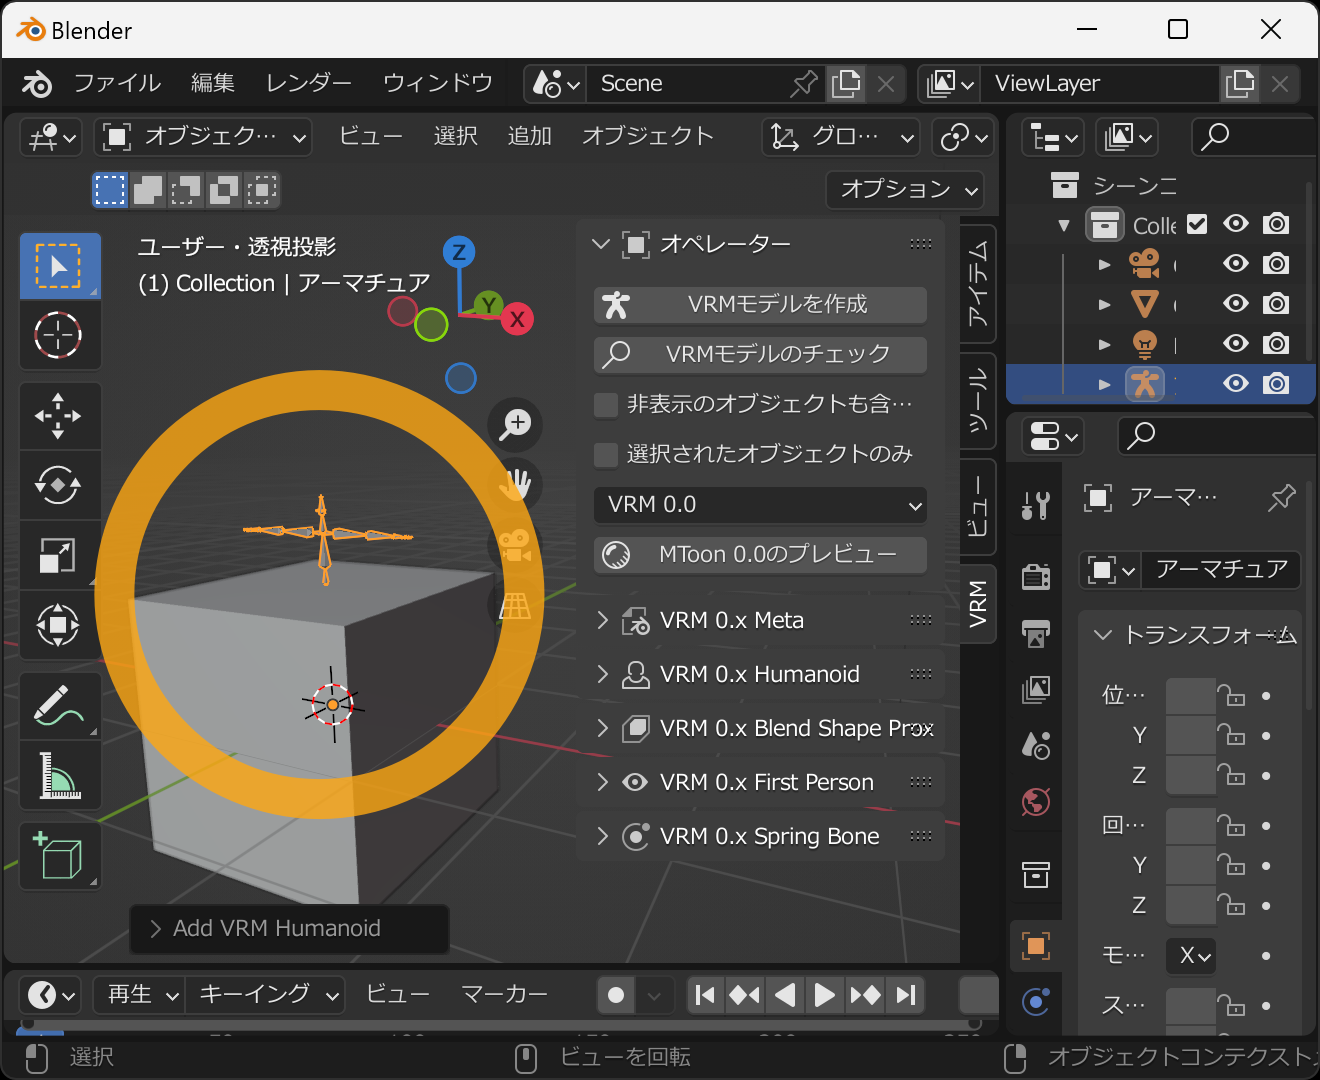 Blender
ファイル 編集 レンダー ウィンドウ Scene ViewLayer
オブジェク… ビュー 選択 追加 オブジェクト グロ…
オプション
シーンコ
Colle
ユーザー・透視投影
(1) Collection | アーマチュア
Z
Y
X
オペレーター
VRMモデルを作成
VRMモデルのチェック
非表示のオブジェクトも含…
選択されたオブジェクトのみ
VRM 0.0
MToon 0.0のプレビュー
VRM 0.x Meta
VRM 0.x Humanoid
VRM 0.x Blend Shape Prox
VRM 0.x First Person
VRM 0.x Spring Bone
アイテム
ツール
ビュー
VRM
アーマ…
アーマチュア
トランスフォーム
位…
Y
Z
回…
Y
Z
モ… X
ス…
Add VRM Humanoid
再生 キーイング ビュー マーカー
選択 ビューを回転 オブジェクトコンテクスト